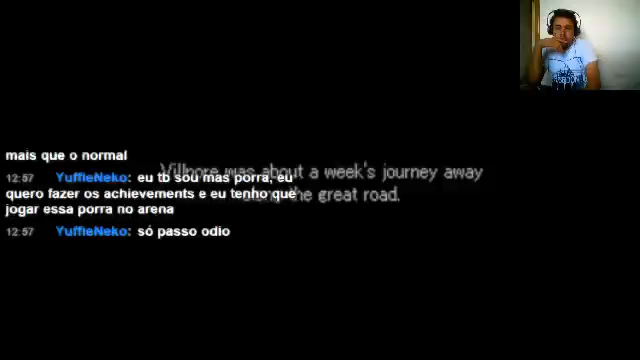 mais que o normal
Villnore was about a week's journey away
12:57 YuffieNeko: eu tb sou mas porra, eu
quero fazer os achievements e eu tenho que
the great road.
jogar essa porra no arena
12:57 YuffieNeko: só passo odio